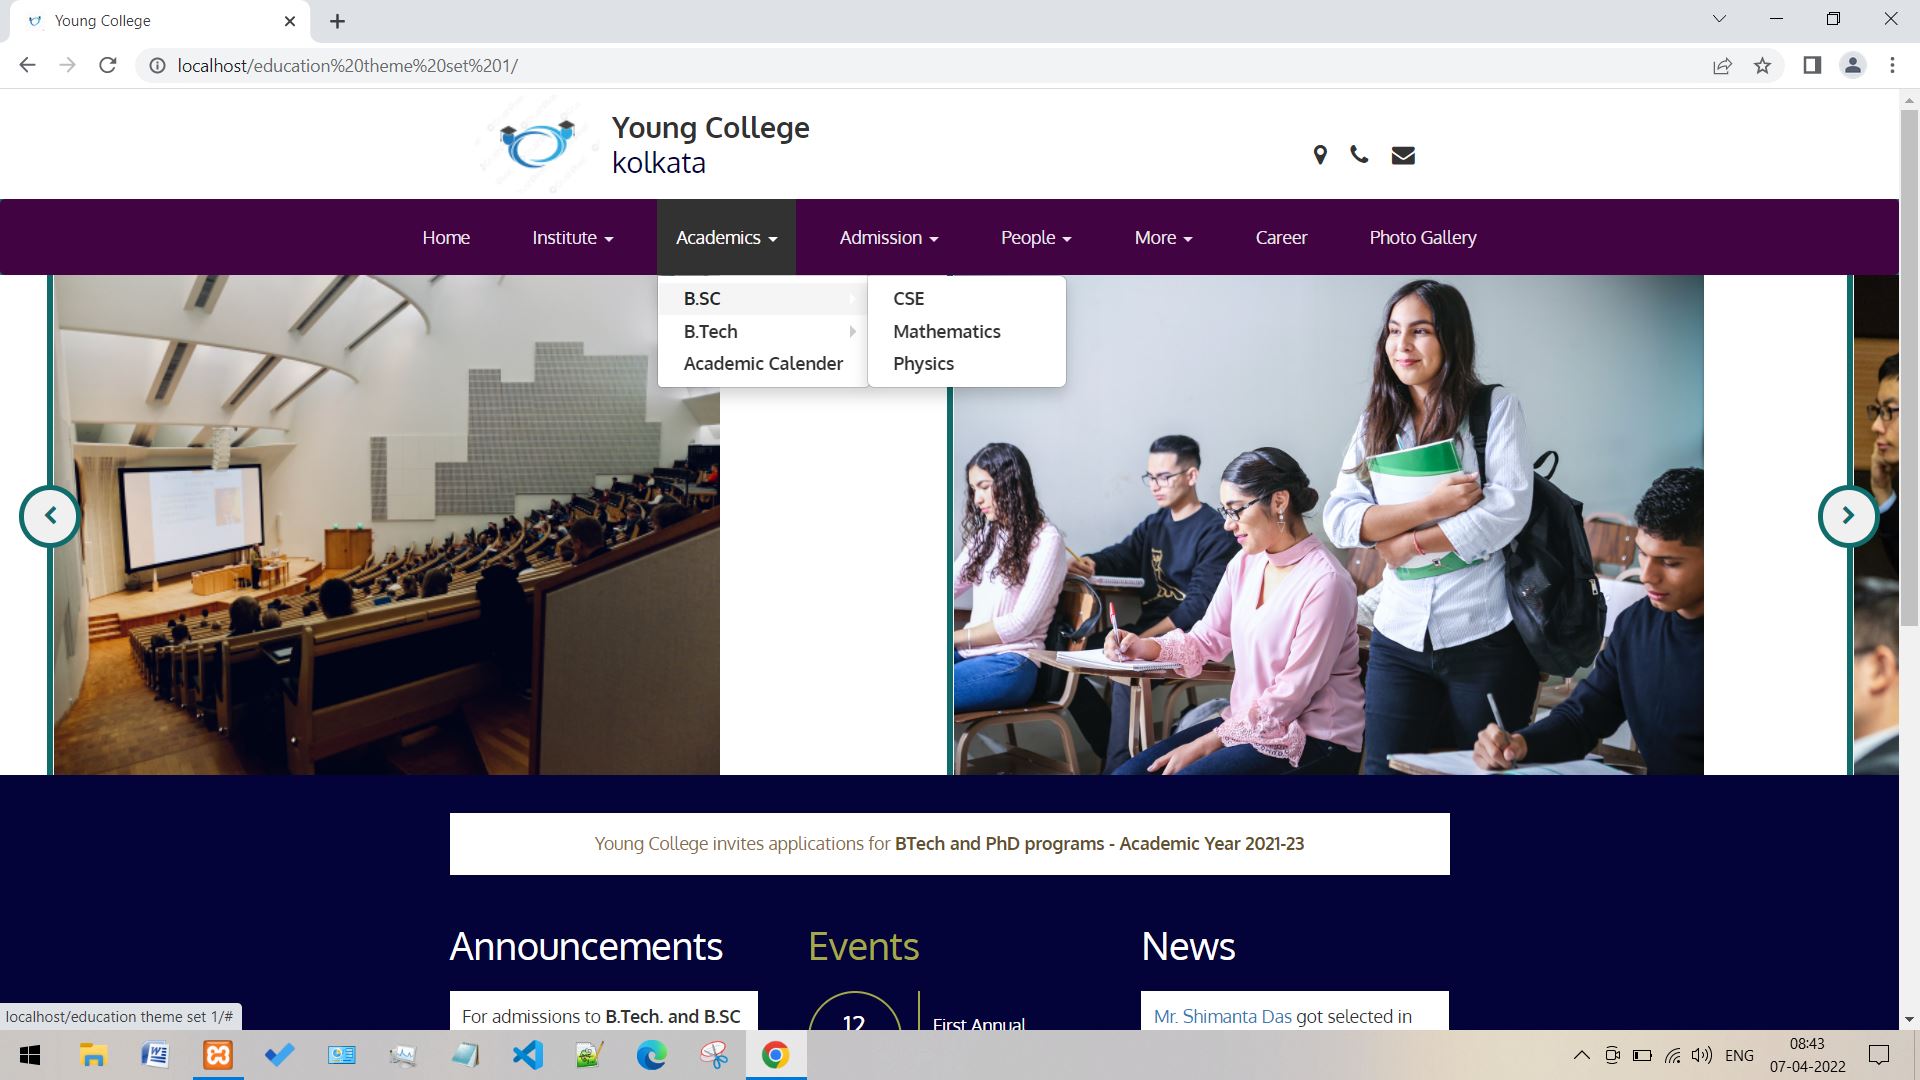 Young College
localhost/education%20theme%20set%201/
Young College
kolkata
Home Institute Academics Admission People More Career Photo Gallery
B.SC
B.Tech
Academic Calender
CSE
Mathematics
Physics
Young College invites applications for BTech and PhD programs - Academic Year 2021-23
Announcements
For admissions to B.Tech. and B.SC
Events
12
First Annual
News
Mr. Shimanta Das got selected in
localhost/education theme set 1/#
ENG
08:43
07-04-2022